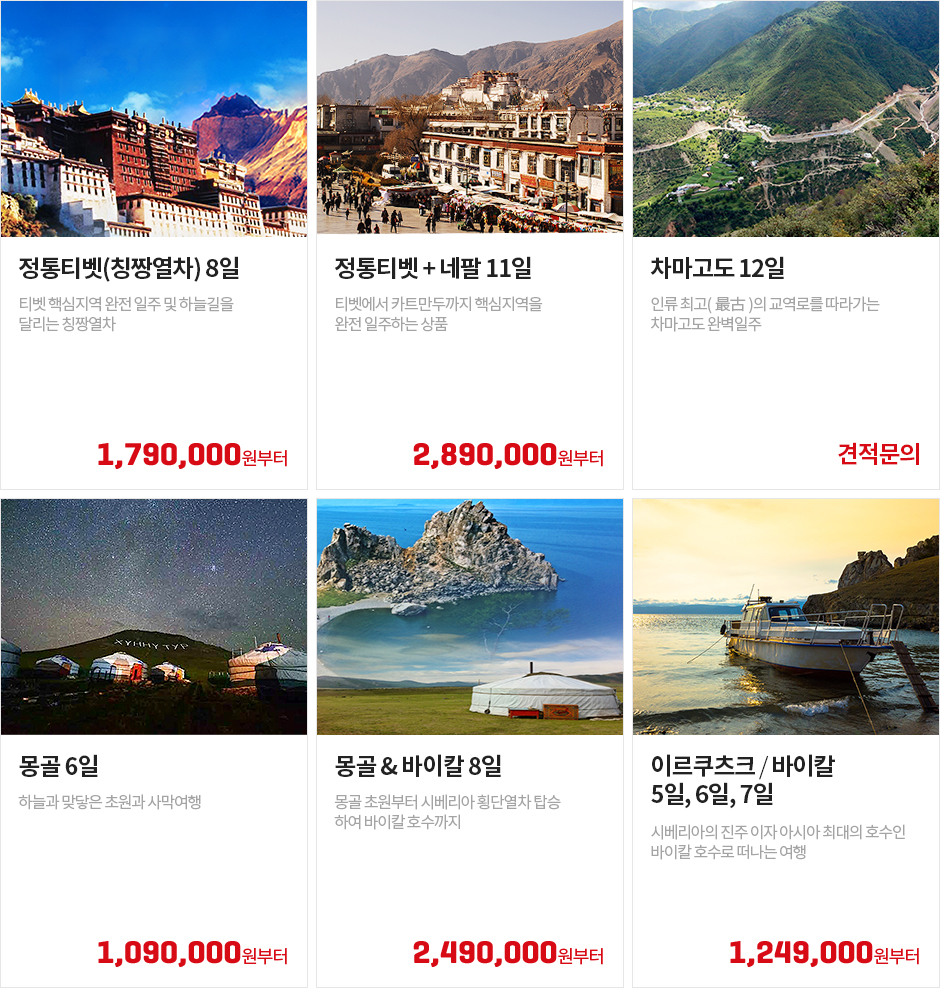 정통티벳(칭짱열차) 8일
티벳 핵심지역 완전 일주 및 하늘길을
달리는 칭짱열차
1,790,000원부터
정통티벳 + 네팔 11일
티벳에서 카트만두까지 핵심지역을
완전 일주하는 상품
2,890,000원부터
차마고도 12일
인류 최고( 最古 )의 교역로를 따라가는
차마고도 완벽일주
견적문의
ХҮННҮ ТУР
몽골 6일
하늘과 맞닿은 초원과 사막여행
1,090,000원부터
몽골 & 바이칼 8일
몽골 초원부터 시베리아 횡단열차 탑승
하여 바이칼 호수까지
2,490,000원부터
이르쿠츠크 / 바이칼
5일, 6일, 7일
시베리아의 진주 이자 아시아 최대의 호수인
바이칼 호수로 떠나는 여행
1,249,000원부터